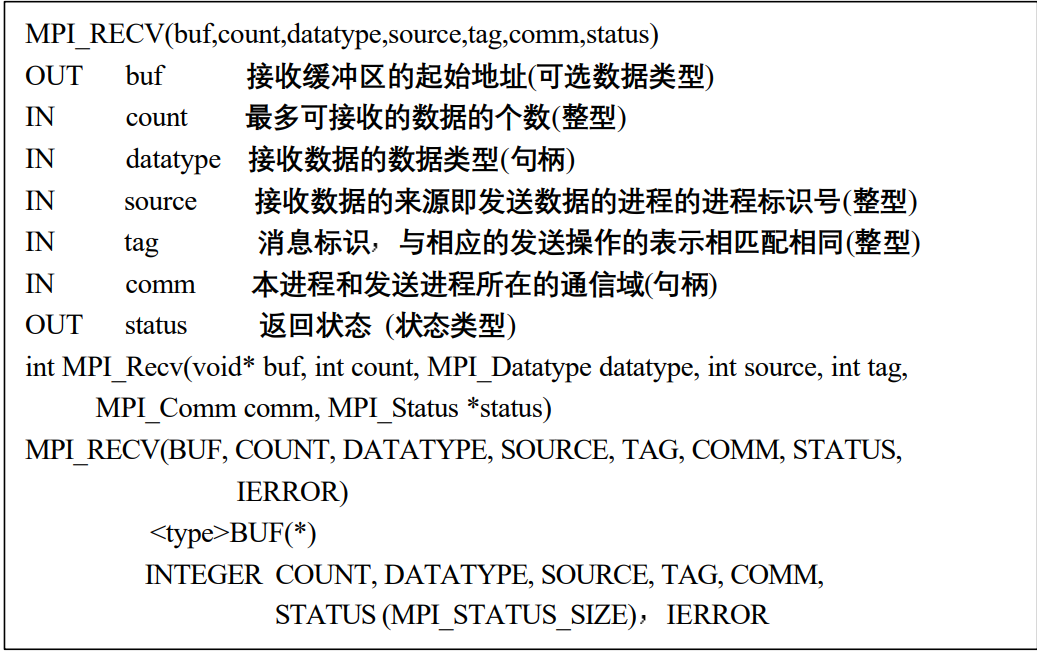 MPI_RECV(buf,count,datatype,source,tag,comm,status)
OUT buf 接收缓冲区的起始地址(可选数据类型)
IN count 最多可接收的数据的个数(整型)
IN datatype 接收数据的数据类型(句柄)
IN source 接收数据的来源即发送数据的进程的进程标识号(整型)
IN tag 消息标识，与相应的发送操作的表示相匹配相同(整型)
IN comm 本进程和发送进程所在的通信域(句柄)
OUT status 返回状态 (状态类型)
int MPI_Recv(void* buf, int count, MPI_Datatype datatype, int source, int tag,
MPI_Comm comm, MPI_Status *status)
MPI_RECV(BUF, COUNT, DATATYPE, SOURCE, TAG, COMM, STATUS,
IERROR)
<type>BUF(*)
INTEGER COUNT, DATATYPE, SOURCE, TAG, COMM,
STATUS (MPI_STATUS_SIZE)，IERROR